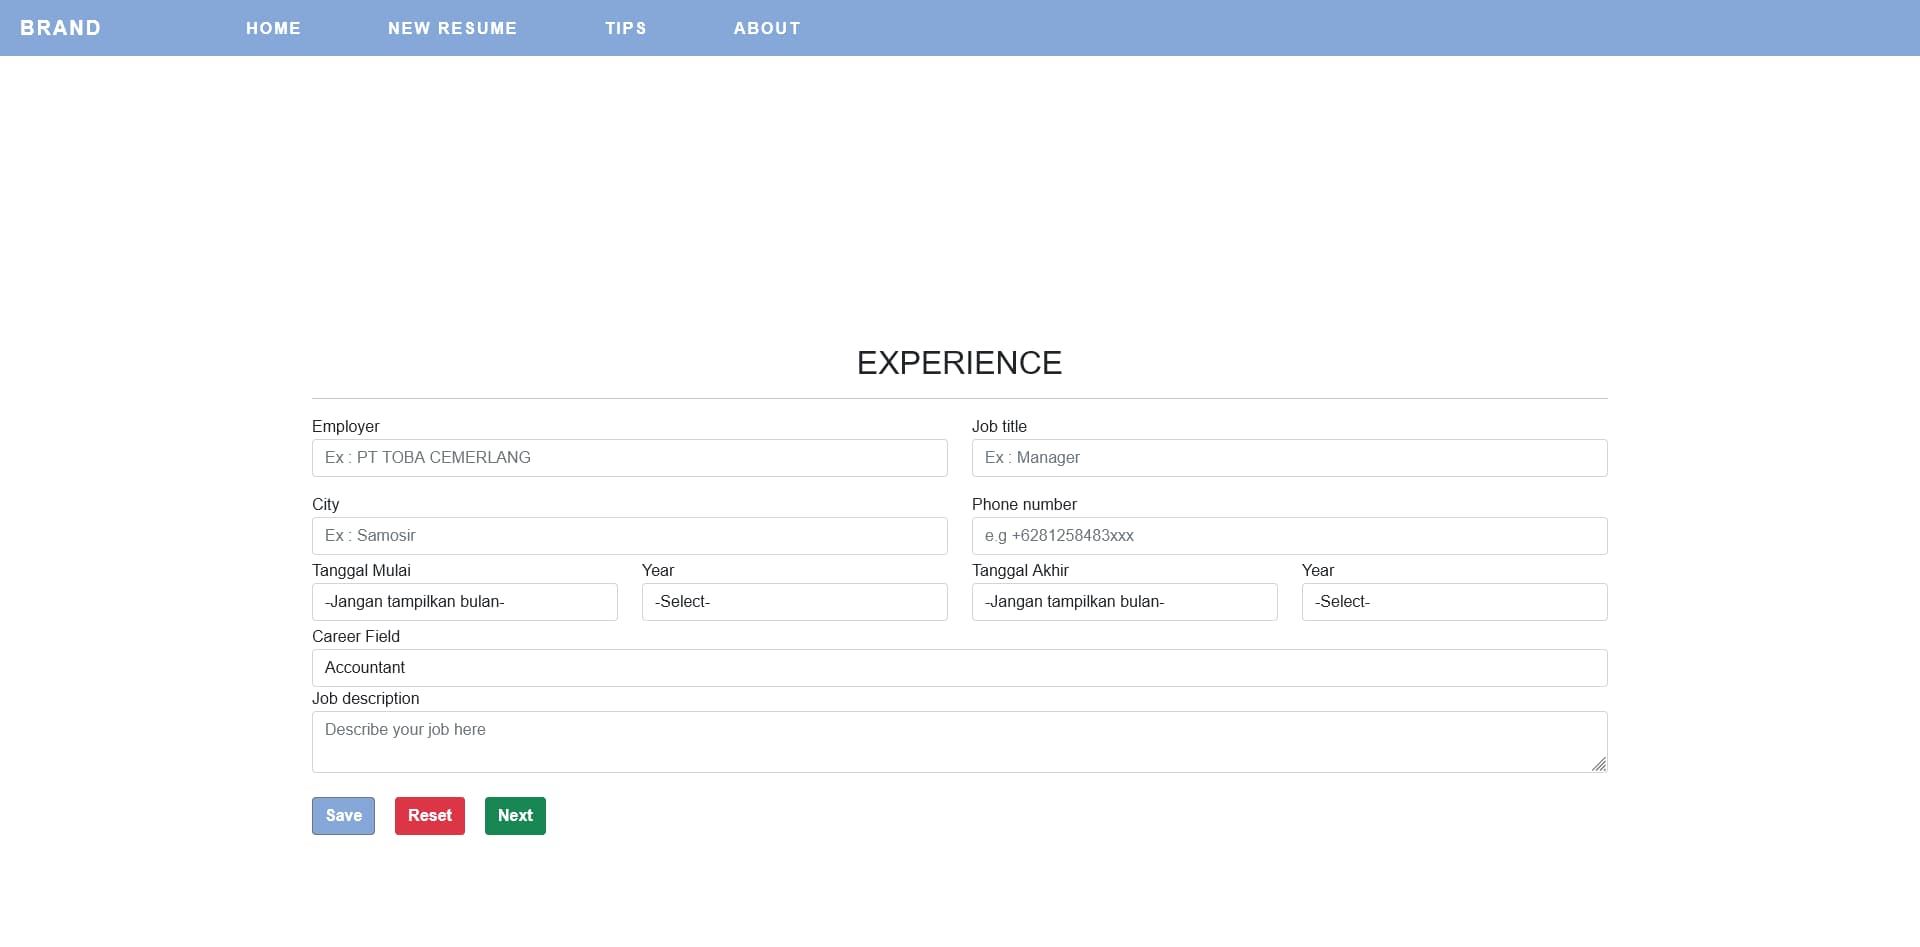 BRAND HOME NEW RESUME TIPS ABOUT
EXPERIENCE
Employer Job title
Ex : PT TOBA CEMERLANG Ex : Manager
City Phone number
Ex : Samosir e.g +6281258483xxx
Tanggal Mulai Year Tanggal Akhir Year
-Jangan tampilkan bulan- -Select- -Jangan tampilkan bulan- -Select-
Career Field
Accountant
Job description
Describe your job here
Save Reset Next